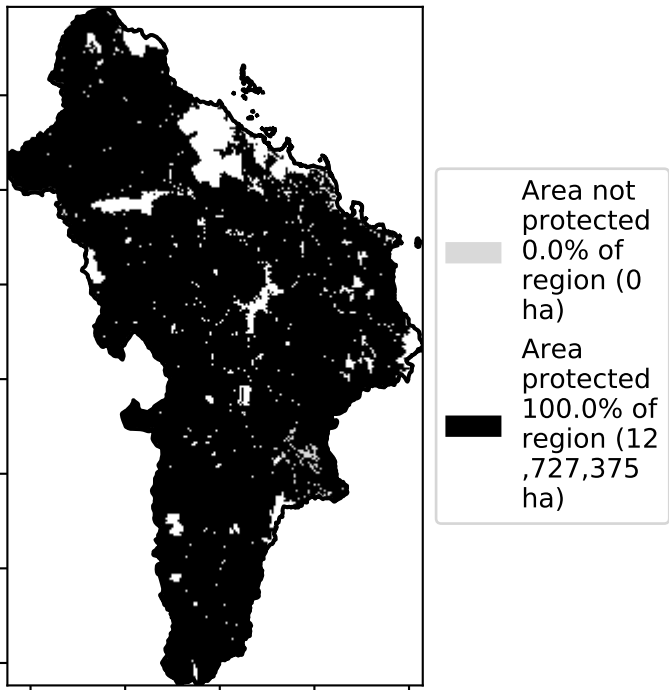 Area not
protected
0.0% of
region (0
ha)
Area
protected
100.0% of
region (12
,727,375
ha)